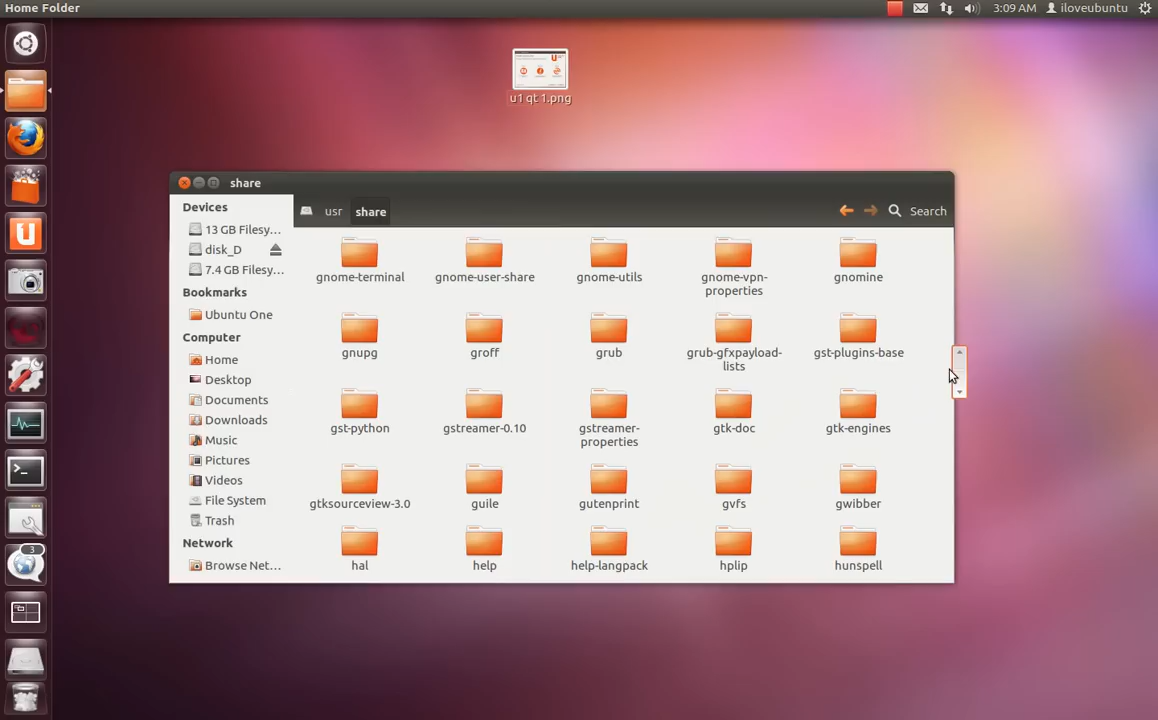 Home Folder
3:09 AM
iloveubuntu
u1 qt 1.png
share
Devices
13 GB Filesy...
disk_D
7.4 GB Filesy...
Bookmarks
Ubuntu One
Computer
Home
Desktop
Documents
Downloads
Music
Pictures
Videos
File System
Trash
Network
Browse Net...
usr
share
Search
gnome-terminal
gnome-user-share
gnome-utils
gnome-vpn-
properties
gnomine
gnupg
groff
grub
grub-gfxpayload-
lists
gst-plugins-base
gst-python
gstreamer-0.10
gstreamer-
properties
gtk-doc
gtk-engines
gtksourceview-3.0
guile
gutenprint
gvfs
gwibber
hal
help
help-langpack
hplip
hunspell
3